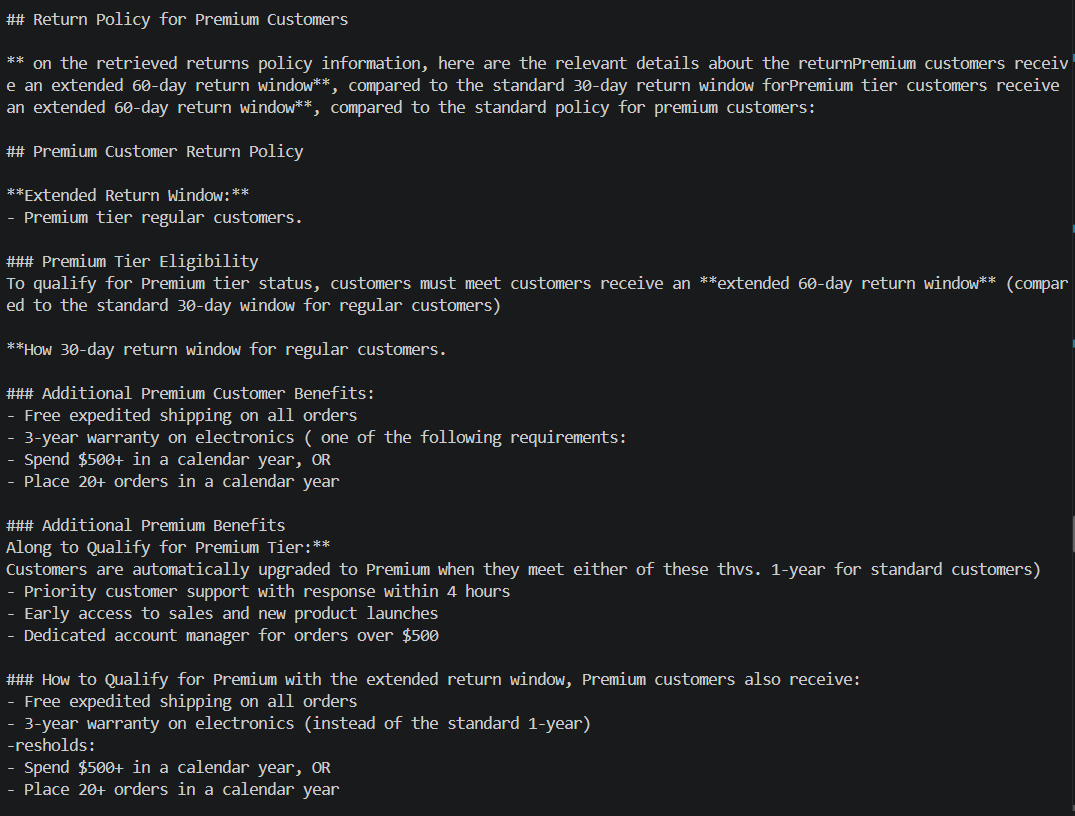 ## Return Policy for Premium Customers

** on the retrieved returns policy information, here are the relevant details about the returnPremium customers receiv
e an extended 60-day return window**, compared to the standard 30-day return window forPremium tier customers receive
an extended 60-day return window**, compared to the standard policy for premium customers:

## Premium Customer Return Policy

**Extended Return Window:**
- Premium tier regular customers.

### Premium Tier Eligibility
To qualify for Premium tier status, customers must meet customers receive an **extended 60-day return window** (compar
ed to the standard 30-day window for regular customers)

**How 30-day return window for regular customers.

### Additional Premium Customer Benefits:
- Free expedited shipping on all orders
- 3-year warranty on electronics ( one of the following requirements:
- Spend $500+ in a calendar year, OR
- Place 20+ orders in a calendar year

### Additional Premium Benefits
Along to Qualify for Premium Tier:**
Customers are automatically upgraded to Premium when they meet either of these thvs. 1-year for standard customers)
- Priority customer support with response within 4 hours
- Early access to sales and new product launches
- Dedicated account manager for orders over $500

### How to Qualify for Premium with the extended return window, Premium customers also receive:
- Free expedited shipping on all orders
- 3-year warranty on electronics (instead of the standard 1-year)
-resholds:
- Spend $500+ in a calendar year, OR
- Place 20+ orders in a calendar year